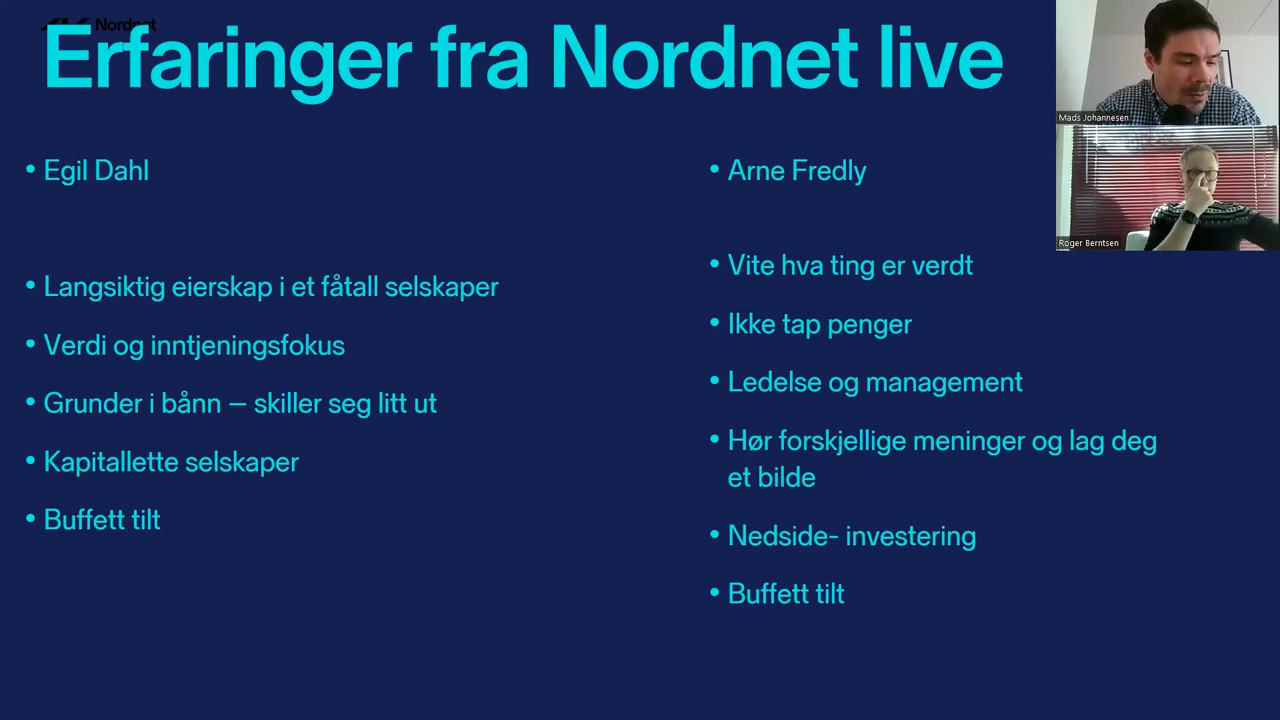 Nordnet
Erfaringer fra Nordnet live
Mads Johannesen
Roger Berntsen
• Egil Dahl
• Langsiktig eierskap i et fåtall selskaper
• Verdi og inntjeningsfokus
• Grunder i bånn – skiller seg litt ut
• Kapitallette selskaper
• Buffett tilt
• Arne Fredly
• Vite hva ting er verdt
• Ikke tap penger
• Ledelse og management
• Hør forskjellige meninger og lag deg
et bilde
• Nedside- investering
• Buffett tilt